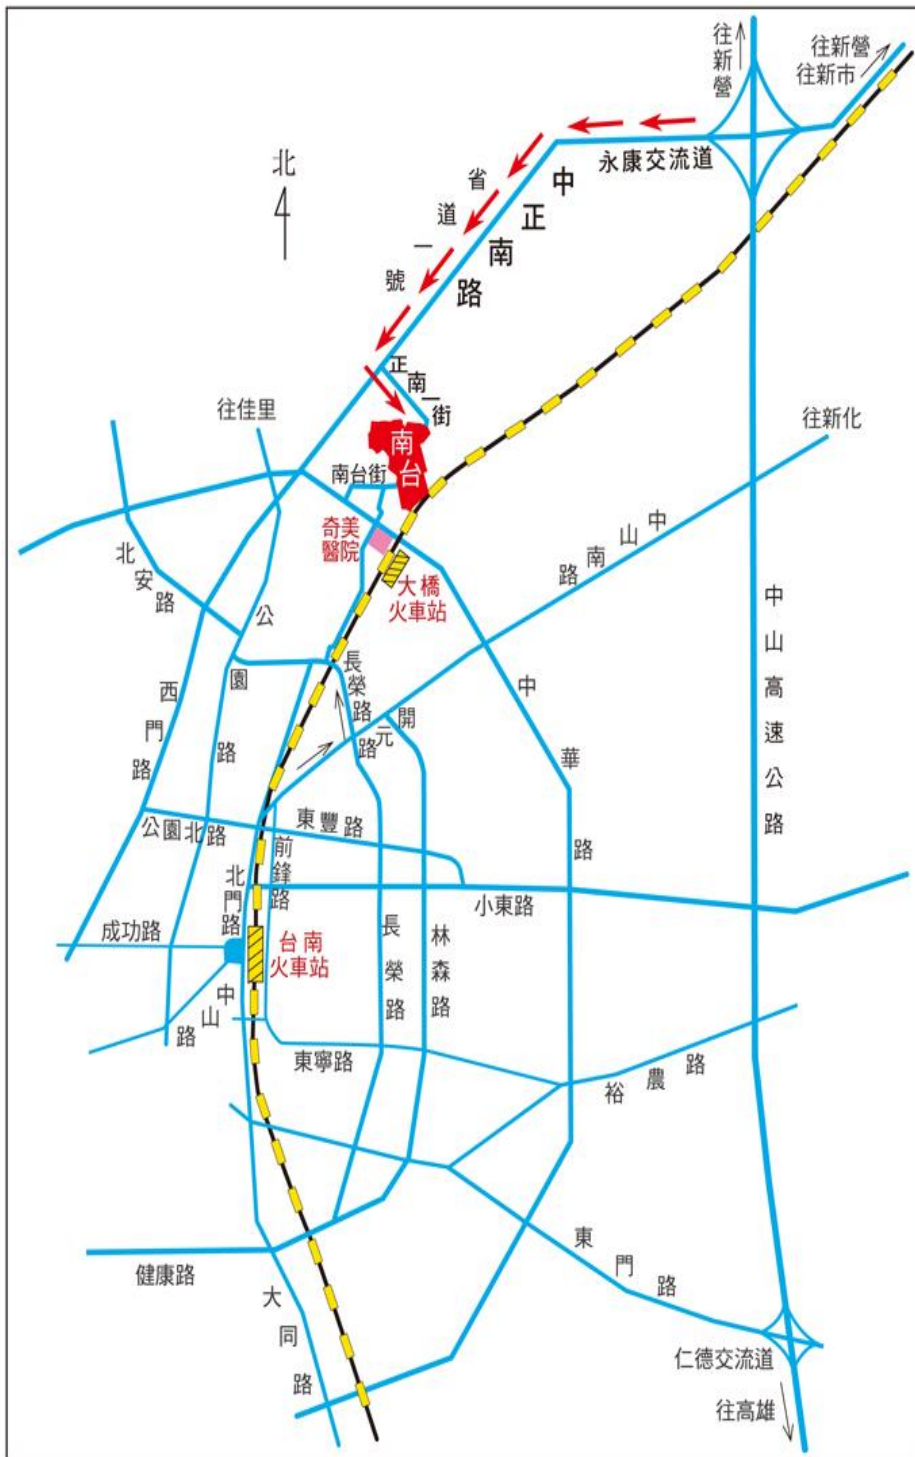 往新營
往新營
往新市
永康交流道
北
省道一號
中正南路
正南一街
往佳里
南台
南台街
往新化
奇美
醫院
大橋
火車站
中山南路
北安路
公園路
西門路
長榮路
開元路
中華路
中山高速公路
公園北路
東豐路
前鋒路
北門路
小東路
成功路
台南
火車站
長榮路
林森路
中山路
東寧路
裕農路
健康路
大同路
東門路
仁德交流道
往高雄